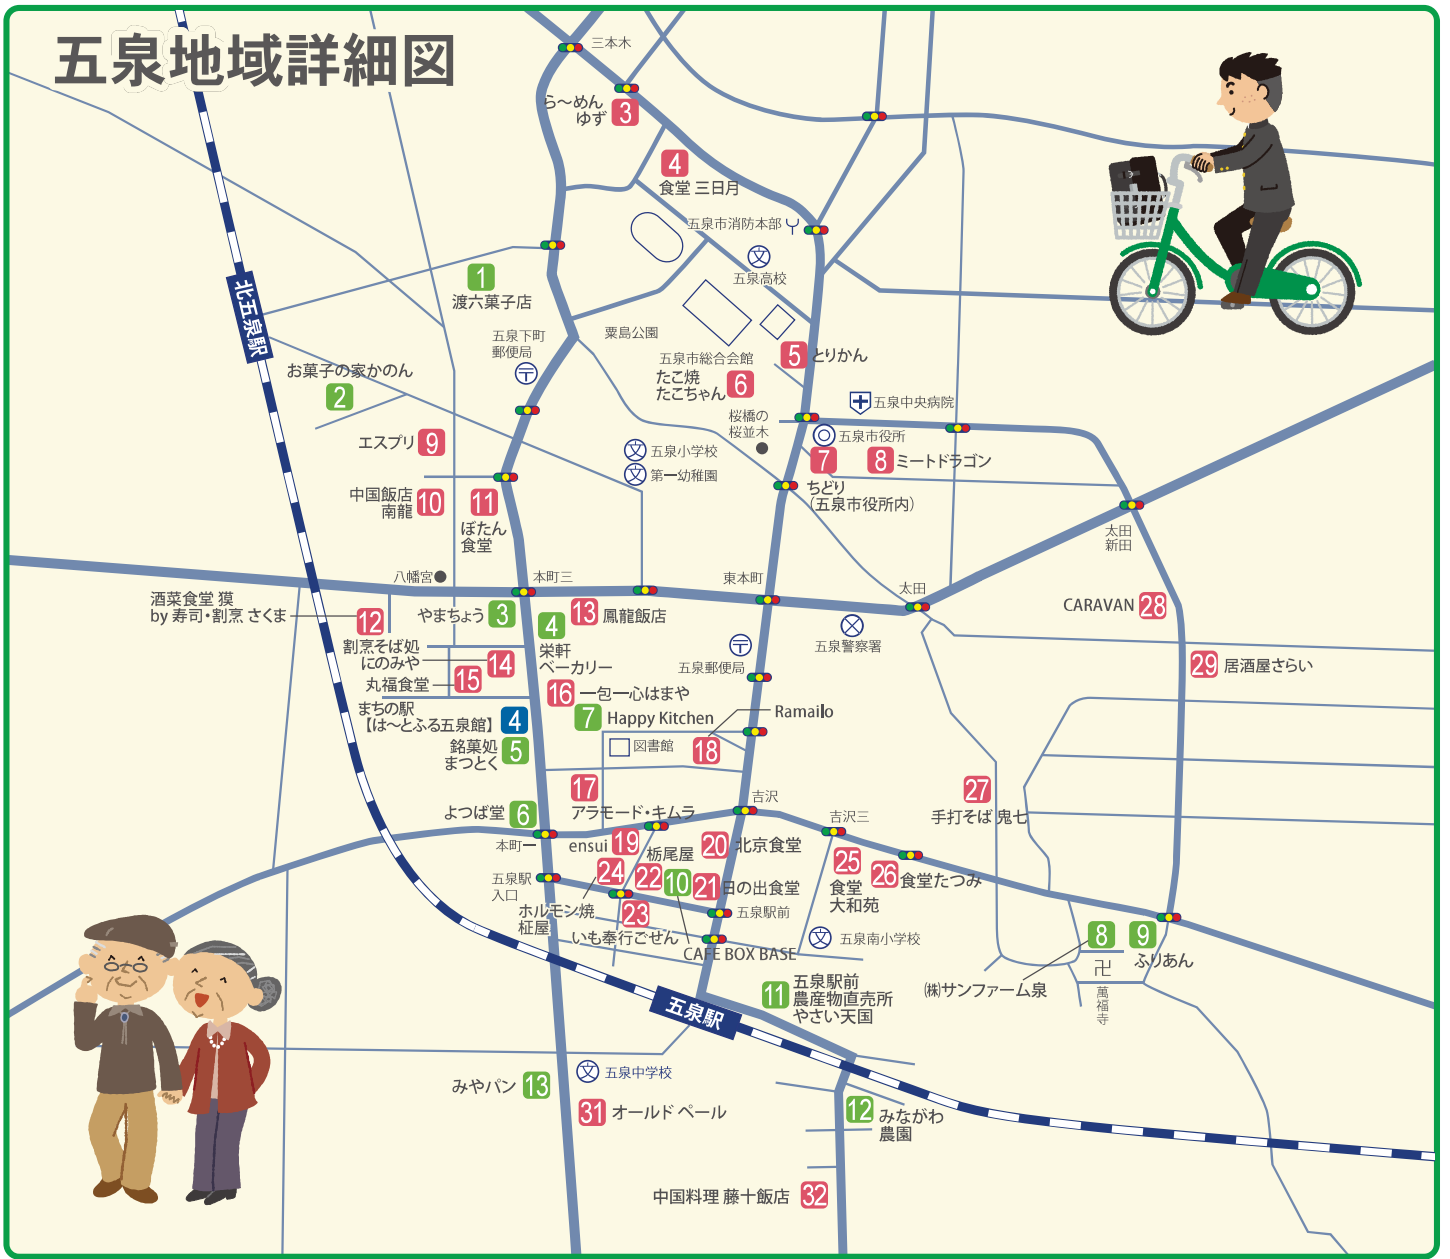 五泉地域詳細図
三本木
ら～めん
ゆず
3
4
食堂 三日月
五泉市消防本部
文
五泉高校
北五泉駅
1
渡六菓子店
五泉下町
郵便局
〒
粟島公園
五泉市総合会館
5
とりかん
たこ焼
たこちゃん
6
お菓子の家かのん
2
エスプリ
9
桜橋の
桜並木
五泉中央病院
五泉市役所
7
8
ミートドラゴン
ちどり
(五泉市役所内)
文
五泉小学校
文
第一幼稚園
中国飯店
南龍
10
11
ぼたん
食堂
太田
新田
八幡宮
本町三
東本町
太田
酒菜食堂 獏
by 寿司・割烹 さくま
12
やまちょう
3
4
栄軒
ベーカリー
13
鳳龍飯店
CARAVAN
28
五泉警察署
〒
五泉郵便局
29
居酒屋さらい
割烹そば処
にのみや
14
丸福食堂
15
16
一包一心はまや
まちの駅
【は～とふる五泉館】
4
7
Happy Kitchen
Ramailo
銘菓処
まつとく
5
図書館
18
17
アラモード・キムラ
吉沢
吉沢三
27
手打そば 鬼七
よつば堂
6
本町一
ensui
19
栃尾屋
20
北京食堂
25
食堂
大和苑
26
食堂たつみ
五泉駅
入口
24
22
10
21
日の出食堂
ホルモン焼
柾屋
23
五泉駅前
いも奉行ごせん
CAFE BOX BASE
文
五泉南小学校
8
9
ふりあん
卍
萬福寺
㈱サンファーム泉
11
五泉駅前
農産物直売所
やさい天国
五泉駅
みやパン
13
文
五泉中学校
31
オールド ペール
12
みながわ
農園
中国料理 藤十飯店
32